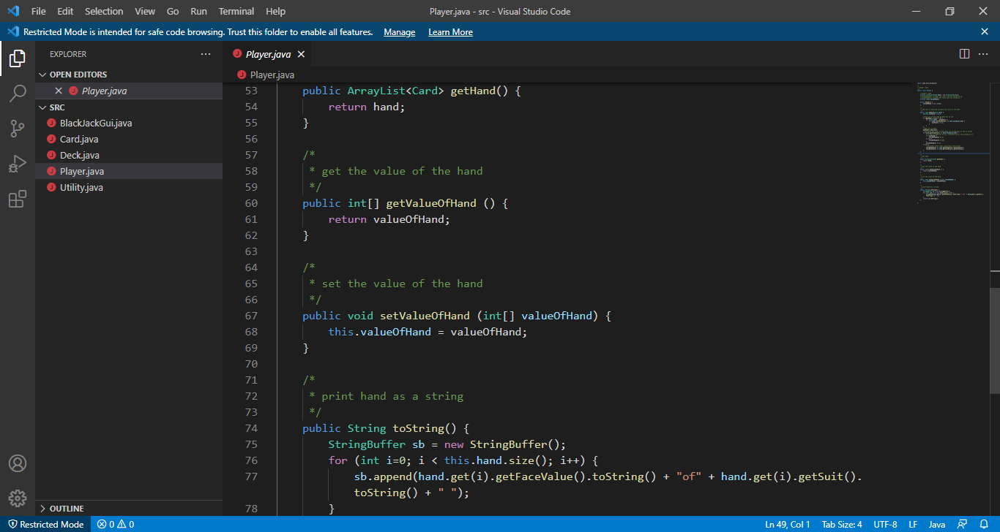 File Edit Selection View Go Run Terminal Help Player.java - src - Visual Studio Code
Restricted Mode is intended for safe code browsing. Trust this folder to enable all features. Manage Learn More
EXPLORER
OPEN EDITORS
Player.java
SRC
BlackJackGui.java
Card.java
Deck.java
Player.java
Utility.java
OUTLINE
Player.java
Player.java
53 public ArrayList<Card> getHand() {
54 return hand;
55 }
56
57 /*
58 * get the value of the hand
59 */
60 public int[] getValueOfHand () {
61 return valueOfHand;
62 }
63
64 /*
65 * set the value of the hand
66 */
67 public void setValueOfHand (int[] valueOfHand) {
68 this.valueOfHand = valueOfHand;
69 }
70
71 /*
72 * print hand as a string
73 */
74 public String toString() {
75 StringBuffer sb = new StringBuffer();
76 for (int i=0; i < this.hand.size(); i++) {
77 sb.append(hand.get(i).getFaceValue().toString() + "of" + hand.get(i).getSuit().
toString() + " ");
78 }
Restricted Mode 0 0 Ln 49, Col 1 Tab Size: 4 UTF-8 LF Java